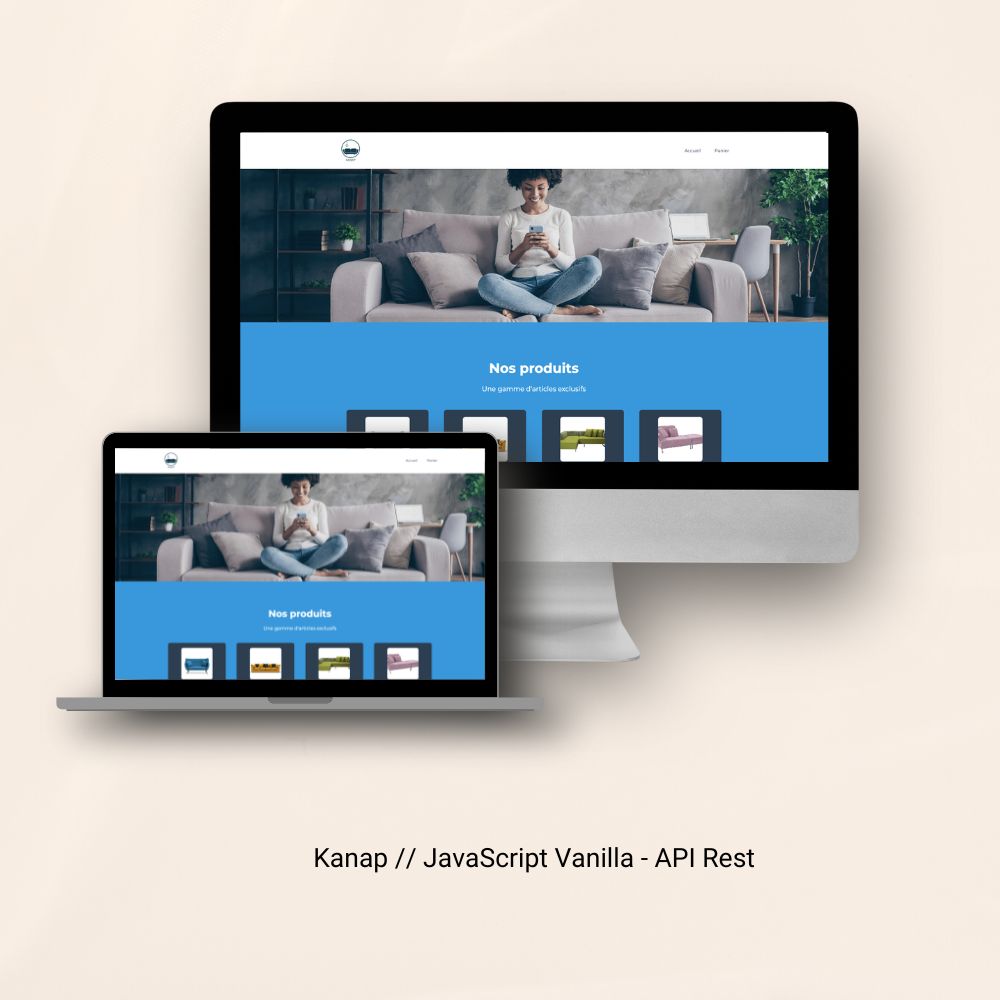 Accueil Panier
Nos produits
Une gamme d'articles exclusifs
Accueil Panier
Nos produits
Une gamme d'articles exclusifs
Kanap // JavaScript Vanilla - API Rest